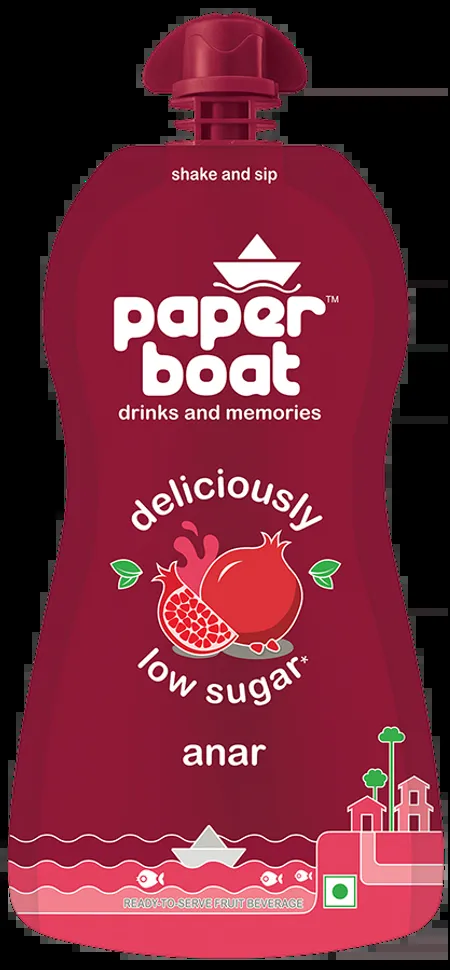 shake and sip
paper™
boat
drinks and memories
deliciously
low sugar*
anar
READY-TO-SERVE FRUIT BEVERAGE